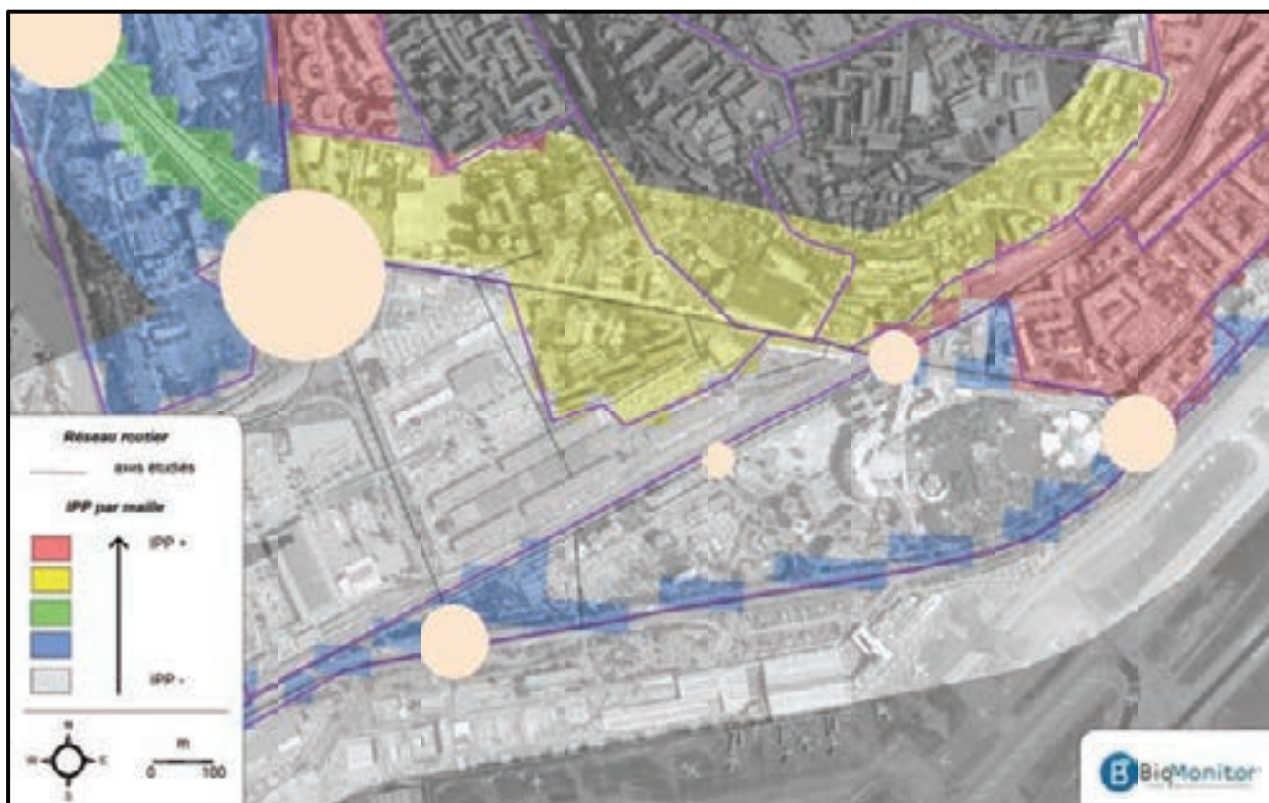 Réseau routier
axes étudiés
IPP par maille
IPP +
IPP -
N
W E
S
m
0 100
BioMonitor